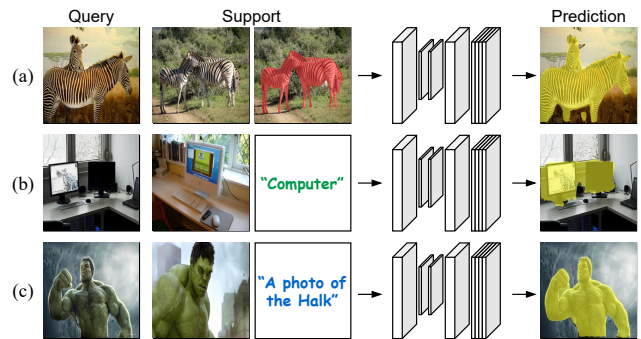 Query Support Prediction
(a)
(b)
"Computer"
(c)
"A photo of
the Halk"